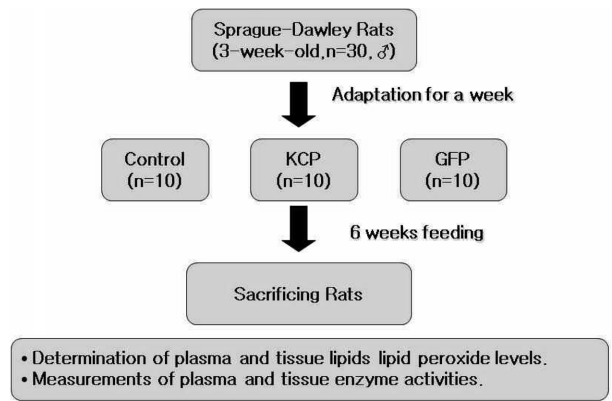 Sprague-Dawley Rats
(3-week-old,n=30, ♂)
Adaptation for a week
Control
(n=10)
KCP
(n=10)
GFP
(n=10)
6 weeks feeding
Sacrificing Rats
• Determination of plasma and tissue lipids lipid peroxide levels.
• Measurements of plasma and tissue enzyme activities.